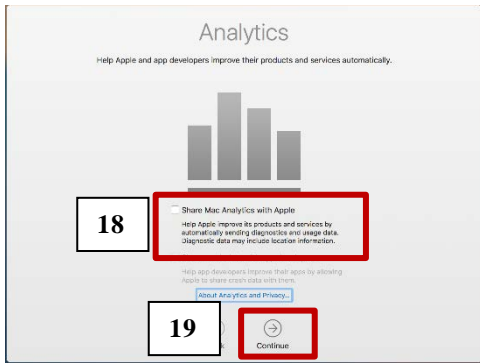 Analytics
Help Apple and app developers improve their products and services automatically.
18
Share Mac Analytics with Apple
Help Apple improve its products and services by
automatically sending diagnostics and usage data.
Diagnostic data may include location information.
Help app developers improve their apps by allowing
Apple to share crash data with them.
About Analytics and Privacy...
19
Continue